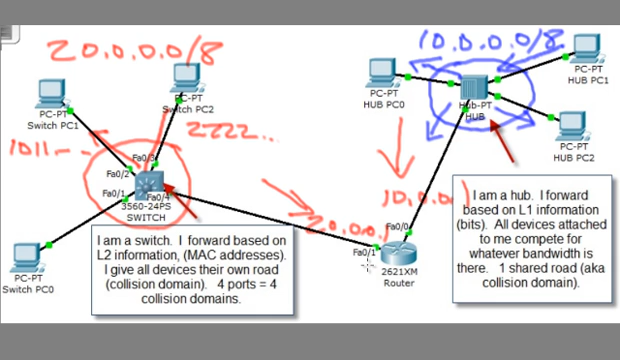 20.0.0.0/8
10.0.0.0/8
PC-PT
Switch PC1
PC-PT
Switch PC2
PC-PT
HUB PC0
Hub-PT
HUB
PC-PT
HUB PC1
PC-PT
HUB PC2
1011--
2222...
Fa0/3
Fa0/2
Fa0/1
Fa0/4
3560-24PS
SWITCH
PC-PT
Switch PC0
10.0.0.1
Fa0/0
Fa0/1
2621XM
Router
I am a switch. I forward based on
L2 information, (MAC addresses).
I give all devices their own road
(collision domain). 4 ports = 4
collision domains.
I am a hub. I forward
based on L1 information
(bits). All devices attached
to me compete for
whatever bandwidth is
there. 1 shared road (aka
collision domain).